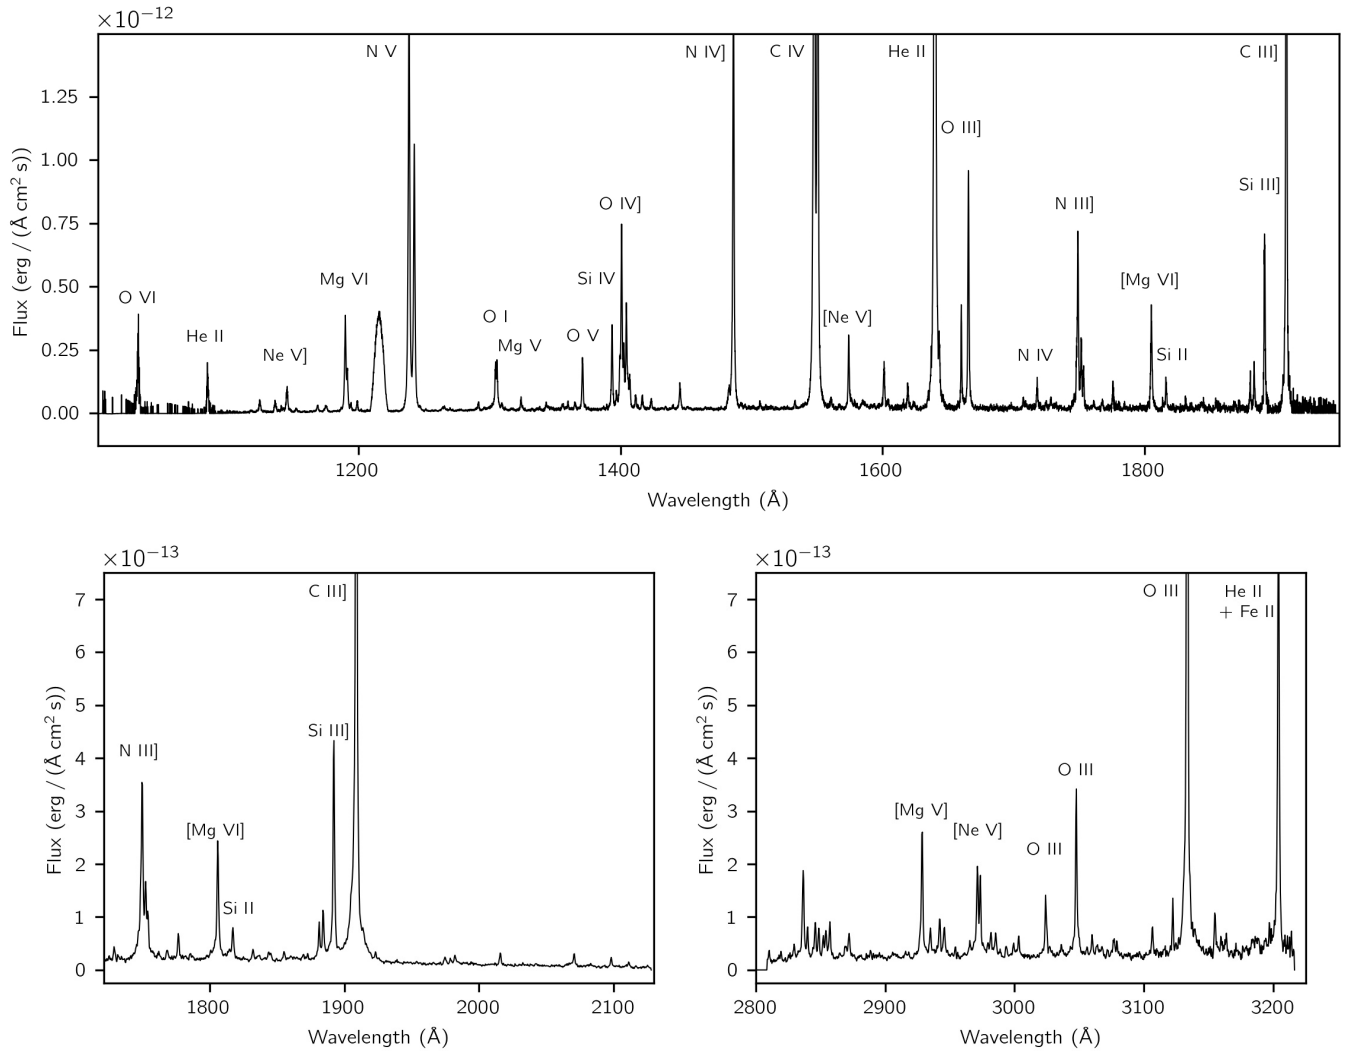 ×10−12
N V
N IV]
C IV
He II
C III]
O III]
Si III]
O IV]
N III]
Mg VI
Si IV
[Mg VI]
O VI
He II
O I
Mg V
O V
[Ne V]
Ne V]
N IV
Si II
1.25
1.00
0.75
0.50
0.25
0.00
Flux (erg / (Å cm2 s))
1200
1400
1600
1800
Wavelength (Å)
×10−13
C III]
Si III]
N III]
[Mg VI]
Si II
7
6
5
4
3
2
1
0
Flux (erg / (Å cm2 s))
1800
1900
2000
2100
Wavelength (Å)
×10−13
O III
He II
+ Fe II
O III
[Mg V]
[Ne V]
O III
7
6
5
4
3
2
1
0
Flux (erg / (Å cm2 s))
2800
2900
3000
3100
3200
Wavelength (Å)